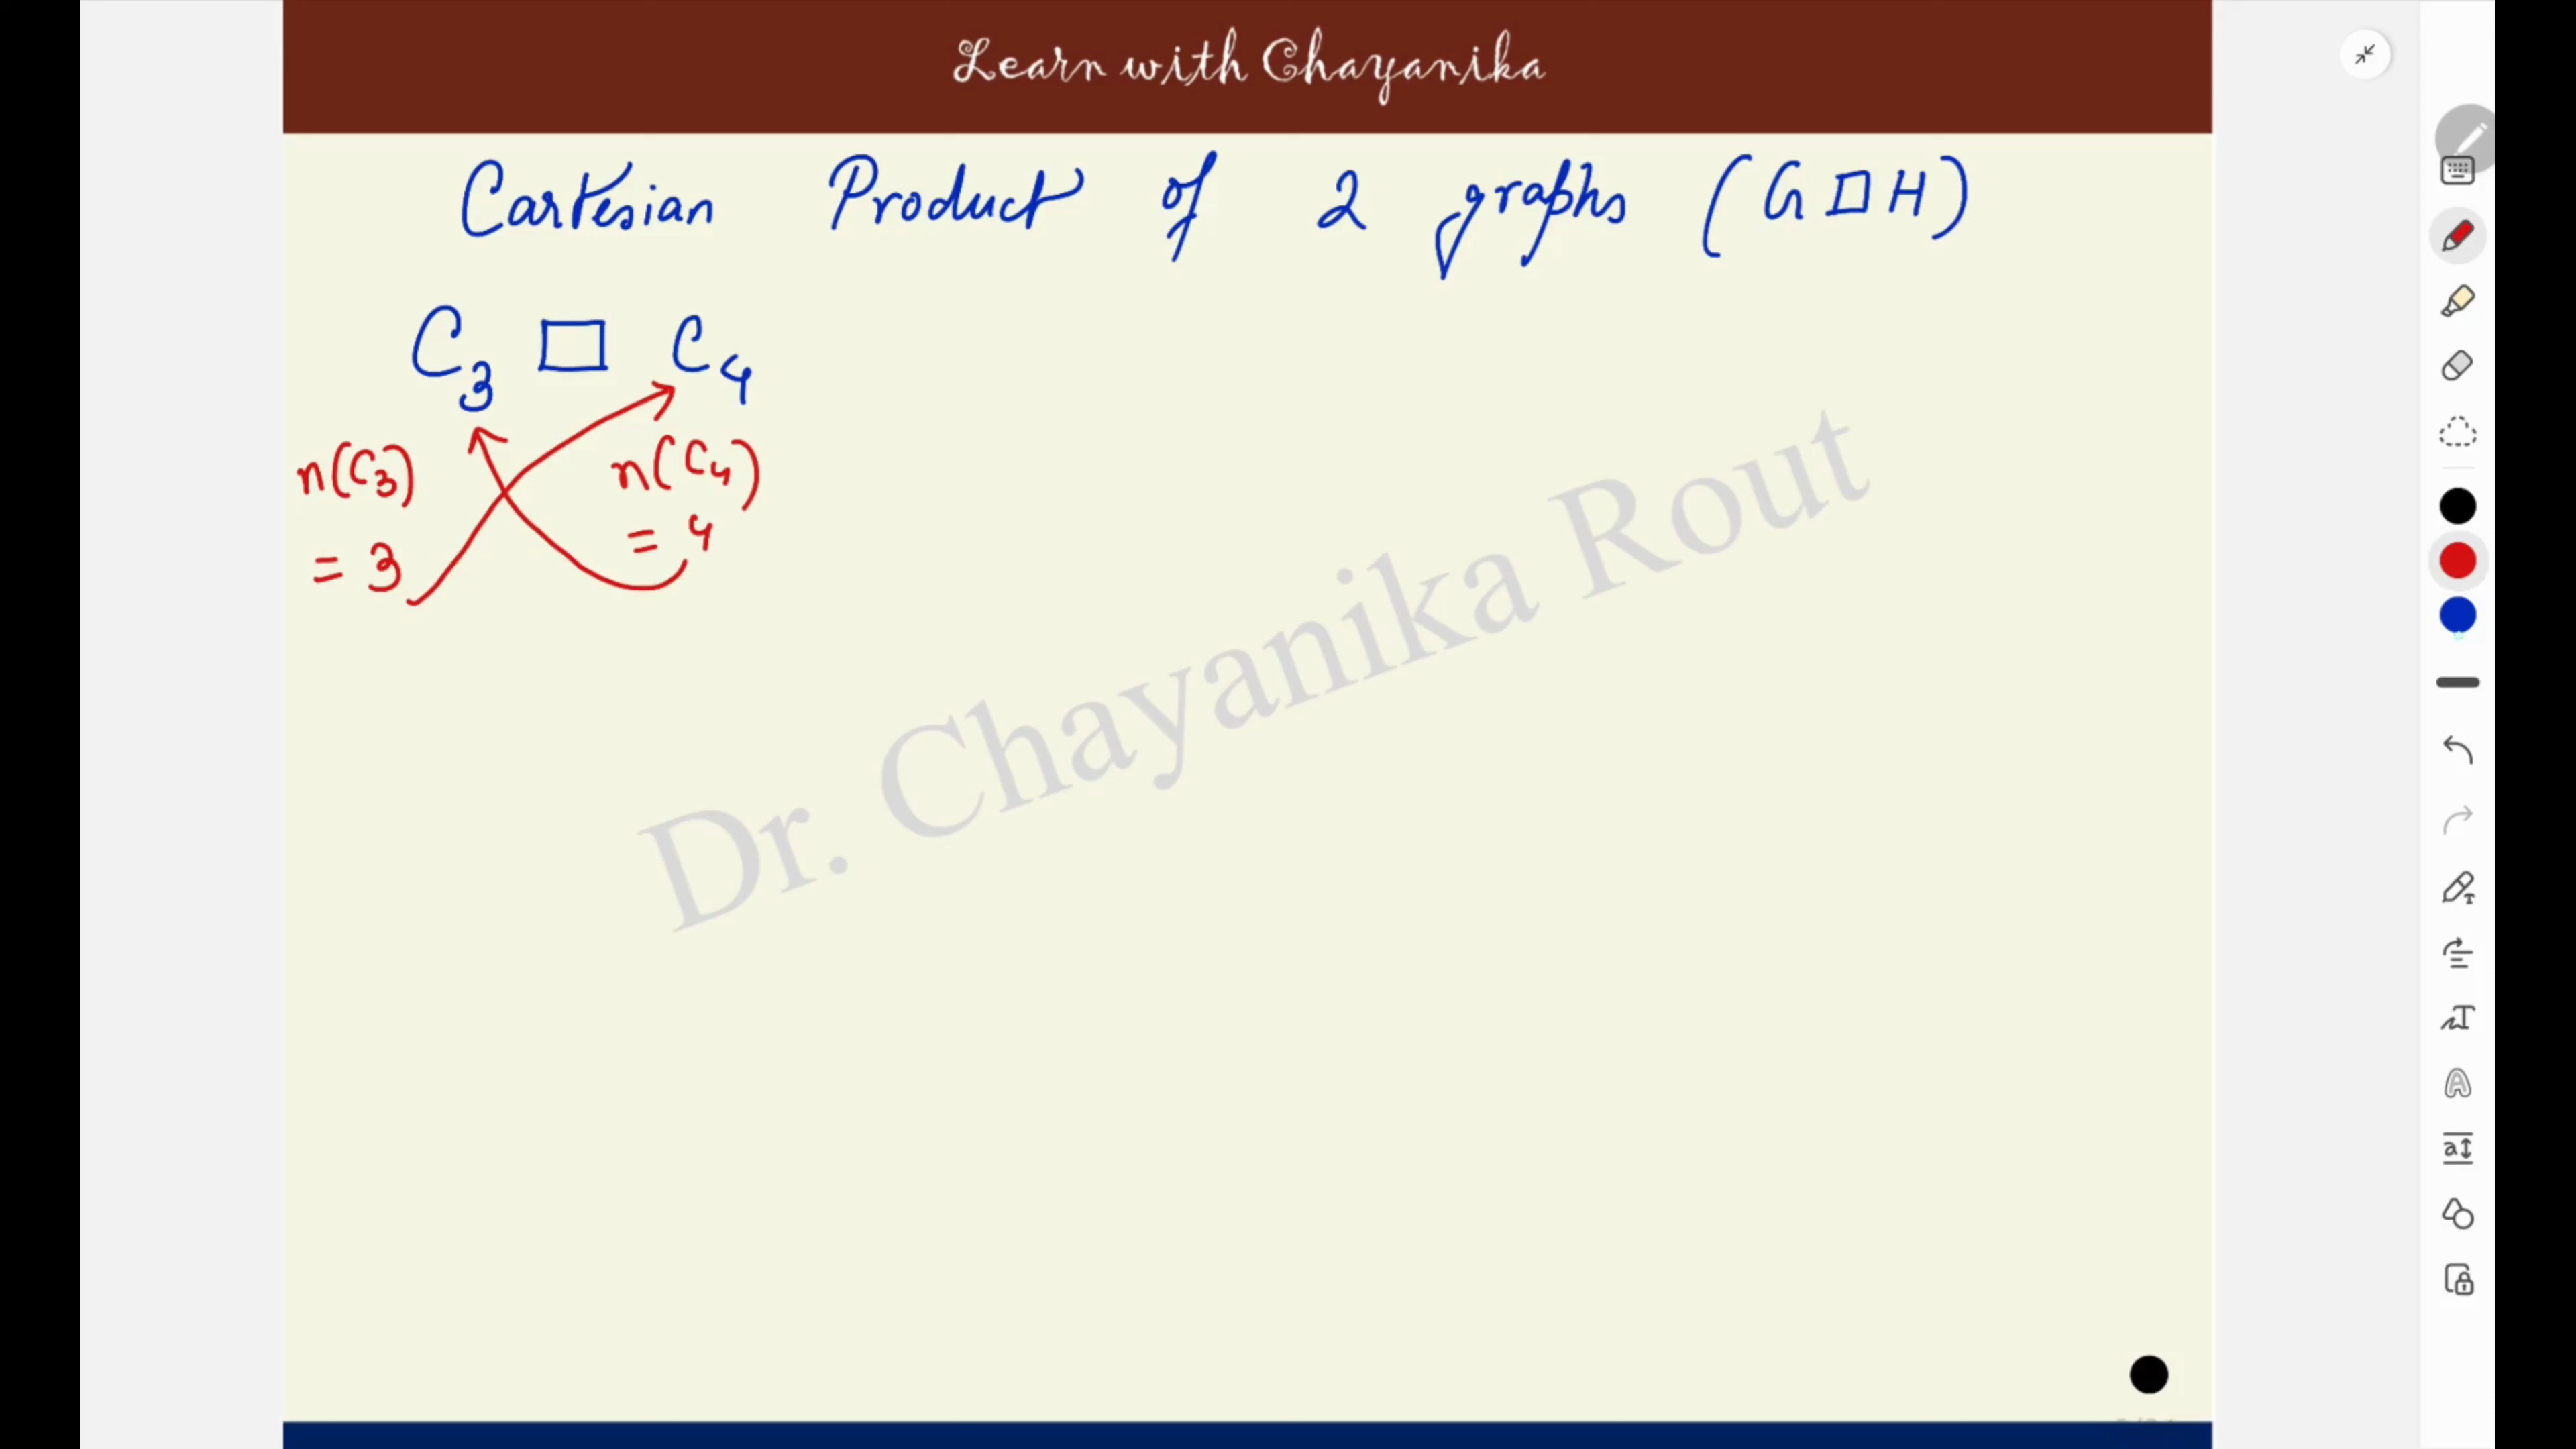 Learn with Chayanika
Cartesian Product of 2 graphs (G □ H)
C₃ □ C₄
n(C₃) n(C₄)
= 3 = 4
Dr. Chayanika Rout